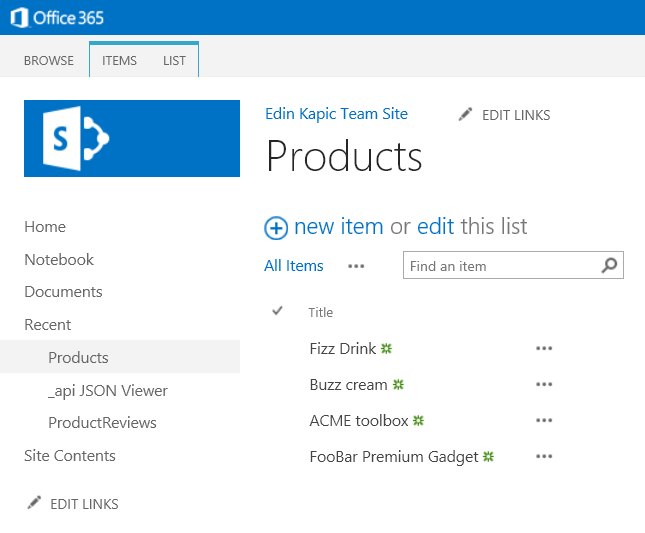 Office 365
BROWSE ITEMS LIST
S
Edin Kapic Team Site EDIT LINKS
Products
new item or edit this list
All Items ••• Find an item
Title
Fizz Drink •••
Buzz cream •••
ACME toolbox •••
FooBar Premium Gadget •••
Home
Notebook
Documents
Recent
Products
_api JSON Viewer
ProductReviews
Site Contents
EDIT LINKS